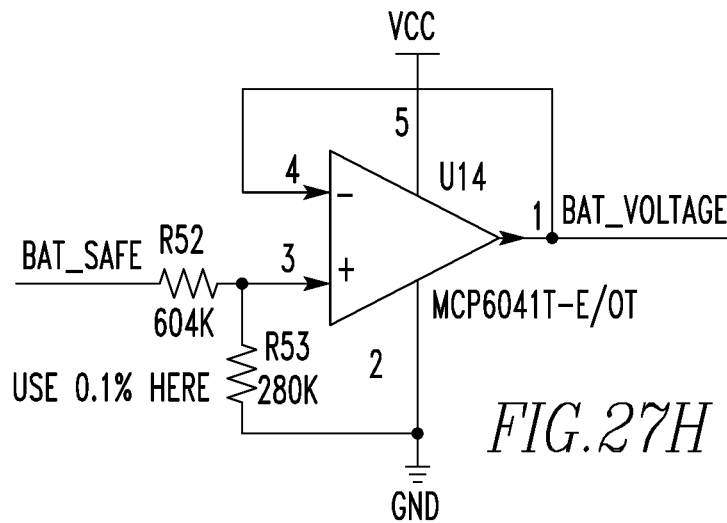 VCC
5
4
U14
-
1
BAT_VOLTAGE
R52
BAT_SAFE
3
+
604K
MCP6041T-E/OT
R53
2
USE 0.1% HERE
280K
FIG.27H
GND